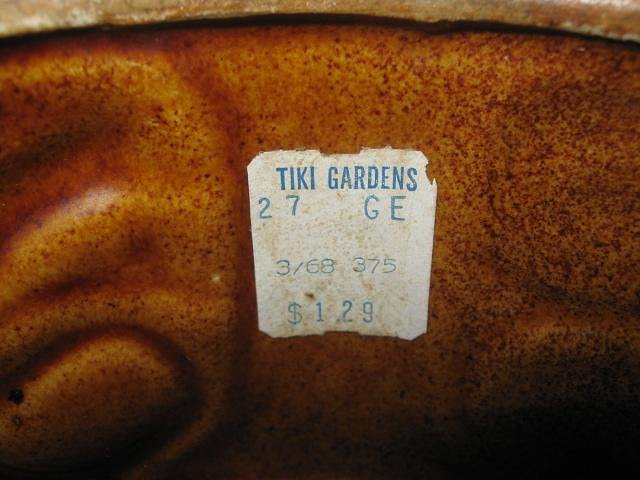 TIKI GARDENS
27 GE
3/68 375
$1.29